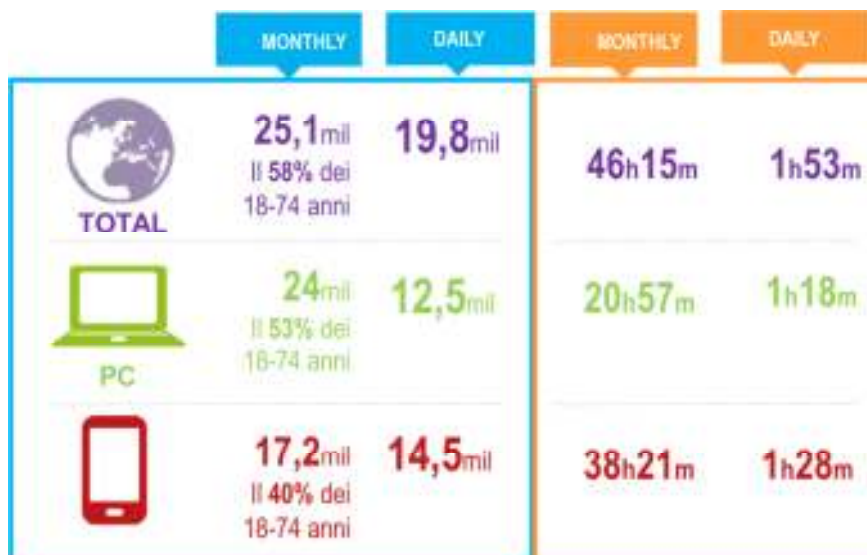 MONTHLY DAILY MONTHLY DAILY
25,1mil 19,8mil 46h15m 1h53m
Il 58% dei
18-74 anni
TOTAL
24mil 12,5mil 20h57m 1h18m
Il 53% dei
18-74 anni
PC
17,2mil 14,5mil 38h21m 1h28m
Il 40% dei
18-74 anni